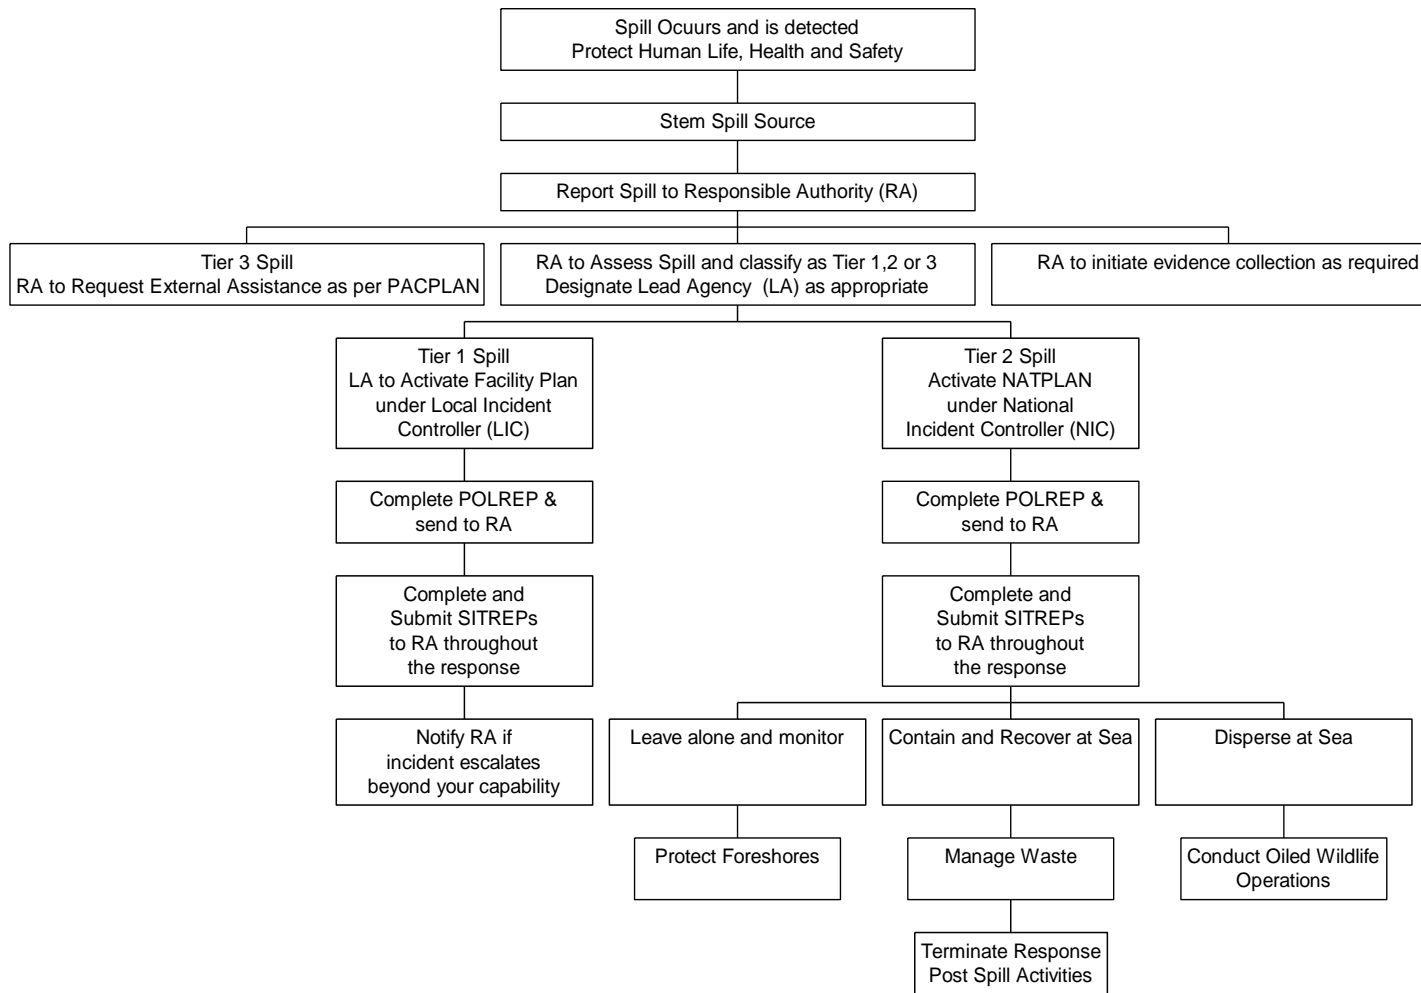 Spill Ocuurs and is detected
Protect Human Life, Health and Safety
Stem Spill Source
Report Spill to Responsible Authority (RA)
Tier 3 Spill
RA to Request External Assistance as per PACPLAN
RA to Assess Spill and classify as Tier 1,2 or 3
Designate Lead Agency (LA) as appropriate
RA to initiate evidence collection as required
Tier 1 Spill
LA to Activate Facility Plan
under Local Incident
Controller (LIC)
Tier 2 Spill
Activate NATPLAN
under National
Incident Controller (NIC)
Complete POLREP &
send to RA
Complete POLREP &
send to RA
Complete and
Submit SITREPs
to RA throughout
the response
Complete and
Submit SITREPs
to RA throughout
the response
Notify RA if
incident escalates
beyond your capability
Leave alone and monitor
Contain and Recover at Sea
Disperse at Sea
Protect Foreshores
Manage Waste
Conduct Oiled Wildlife
Operations
Terminate Response
Post Spill Activities